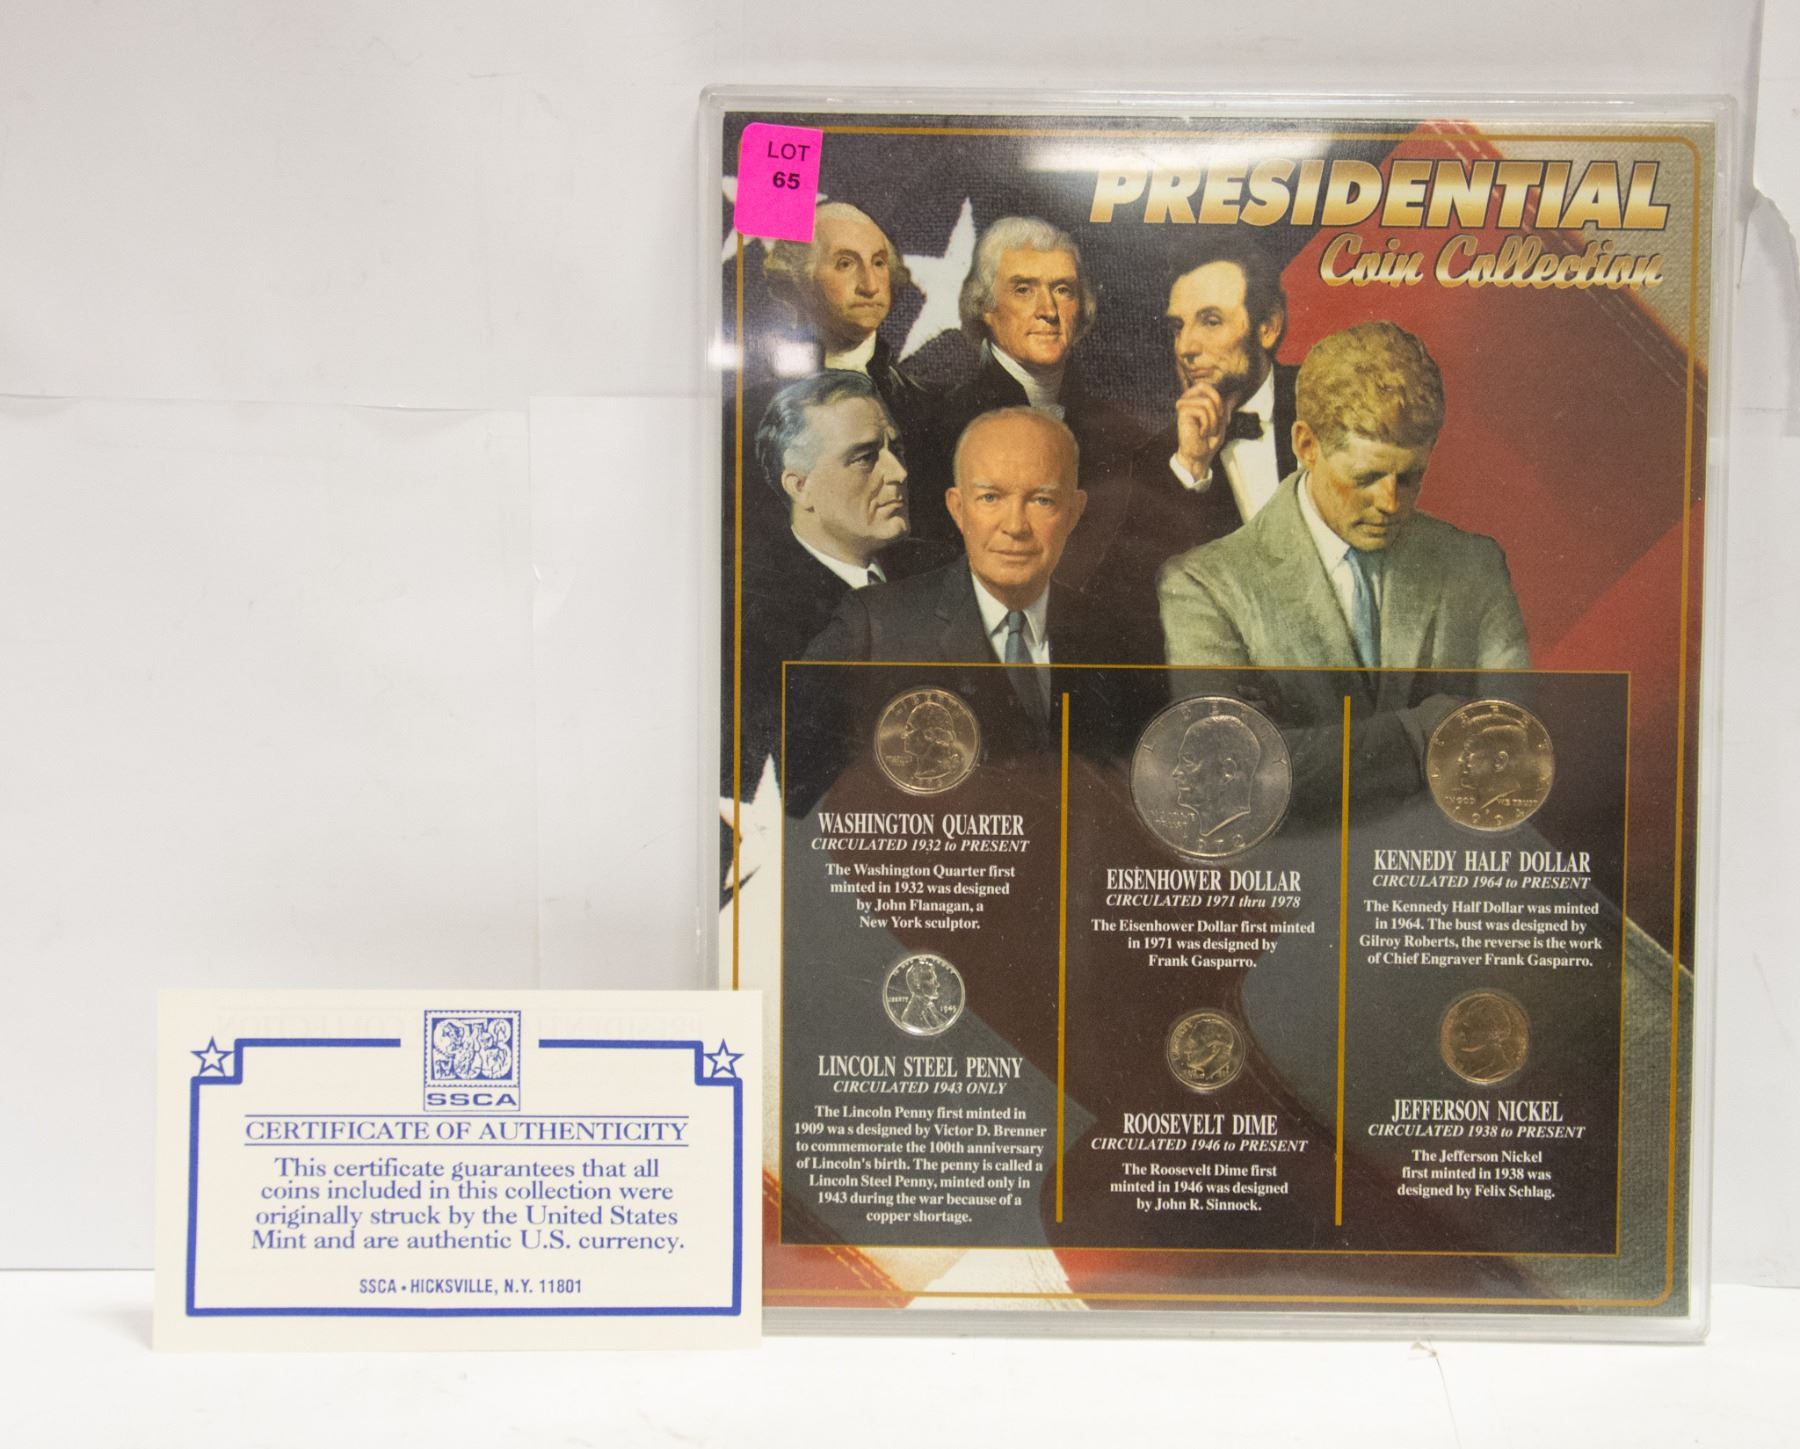 LOT
65
PRESIDENTIAL
Coin Collection
WASHINGTON QUARTER
CIRCULATED 1932 to PRESENT
The Washington Quarter first
minted in 1932 was designed
by John Flanagan, a
New York sculptor.
LIBERTY
1943
LINCOLN STEEL PENNY
CIRCULATED 1943 ONLY
The Lincoln Penny first minted in
1909 was designed by Victor D. Brenner
to commemorate the 100th anniversary
of Lincoln's birth. The penny is called a
Lincoln Steel Penny, minted only in
1943 during the war because of a
copper shortage.
LIBERTY
1972
EISENHOWER DOLLAR
CIRCULATED 1971 thru 1978
The Eisenhower Dollar first minted
in 1971 was designed by
Frank Gasparro.
ROOSEVELT DIME
CIRCULATED 1946 to PRESENT
The Roosevelt Dime first
minted in 1946 was designed
by John R. Sinnock.
LIBERTY
IN GOD WE TRUST
KENNEDY HALF DOLLAR
CIRCULATED 1964 to PRESENT
The Kennedy Half Dollar was minted
in 1964. The bust was designed by
Gilroy Roberts, the reverse is the work
of Chief Engraver Frank Gasparro.
JEFFERSON NICKEL
CIRCULATED 1938 to PRESENT
The Jefferson Nickel
first minted in 1938 was
designed by Felix Schlag.
SSCA
CERTIFICATE OF AUTHENTICITY
This certificate guarantees that all
coins included in this collection were
originally struck by the United States
Mint and are authentic U.S. currency.
SSCA • HICKSVILLE, N.Y. 11801